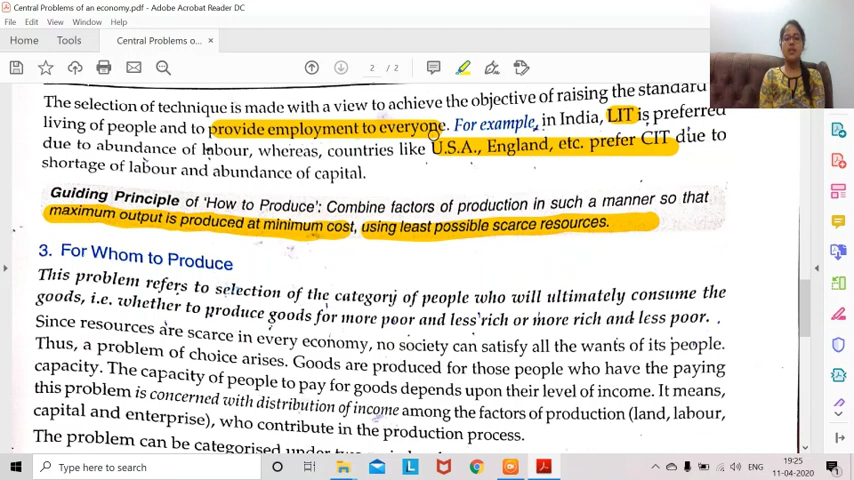 Central Problems of an economy.pdf - Adobe Acrobat Reader DC
File Edit View Window Help
Home Tools Central Problems o... ×
2 / 2
The selection of technique is made with a view to achieve the objective of raising the standard
living of people and to provide employment to everyone. For example, in India, LIT is preferred
due to abundance of labour, whereas, countries like U.S.A., England, etc. prefer CIT due to
shortage of labour and abundance of capital.
Guiding Principle of 'How to Produce': Combine factors of production in such a manner so that
maximum output is produced at minimum cost, using least possible scarce resources.
3. For Whom to Produce
This problem refers to selection of the category of people who will ultimately consume the
goods, i.e. whether to produce goods for more poor and less rich or more rich and less poor.
Since resources are scarce in every economy, no society can satisfy all the wants of its people.
Thus, a problem of choice arises. Goods are produced for those people who have the paying
capacity. The capacity of people to pay for goods depends upon their level of income. It means,
this problem is concerned with distribution of income among the factors of production (land, labour,
capital and enterprise), who contribute in the production process.
The problem can be categorised under
Type here to search
ENG
19:25
11-04-2020